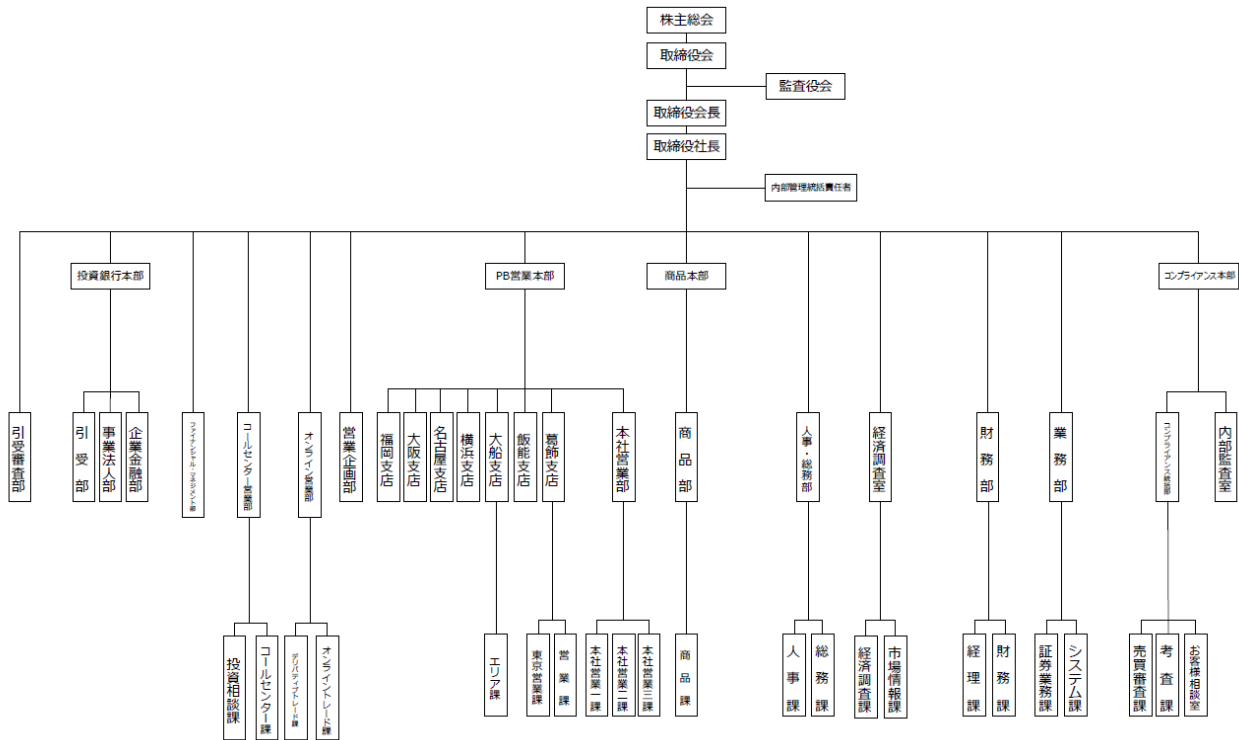 株主総会
取締役会
監査役会
取締役会長
取締役社長
内部管理統括責任者
投資銀行本部
PB営業本部
商品本部
コンプライアンス本部
引受審査部
引受部
事業法人部
企業金融部
ファイナンシャル・マネジメント部
コールセンター営業部
オンライン営業部
営業企画部
福岡支店
大阪支店
名古屋支店
横浜支店
大船支店
飯能支店
葛飾支店
本社営業部
商品部
人事・総務部
経済調査室
財務部
業務部
コンプライアンス統括部
内部監査室
投資相談課
コールセンター課
デリバティブトレード課
オンライントレード課
エリア課
東京営業課
営業課
本社営業一課
本社営業二課
本社営業三課
商品課
人事課
総務課
経済調査課
市場情報課
経理課
財務課
証券業務課
システム課
売買審査課
考査課
お客様相談室